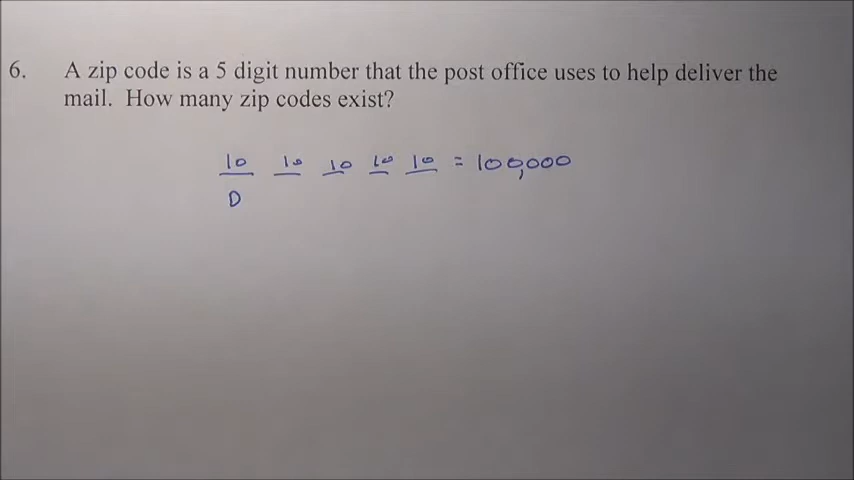 6. A zip code is a 5 digit number that the post office uses to help deliver the
mail. How many zip codes exist?
10 10 10 10 10 = 100,000
D